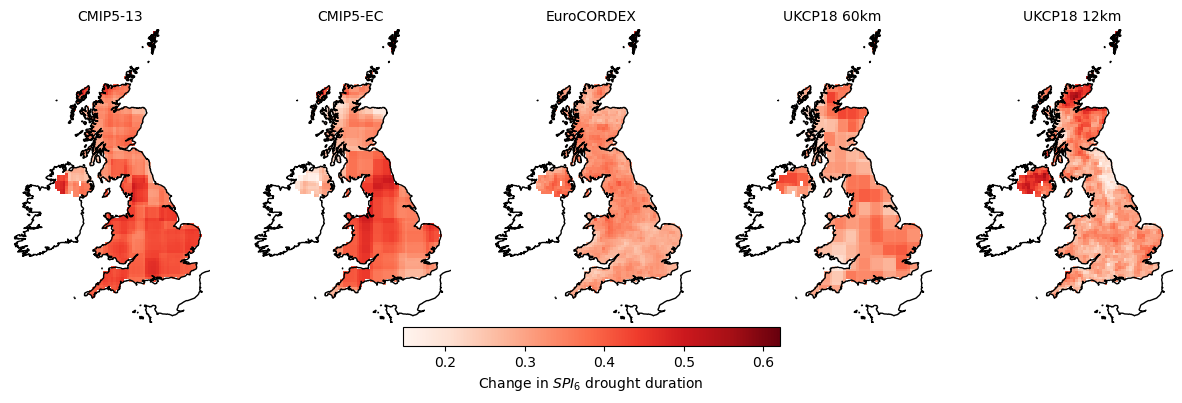 CMIP5-13
CMIP5-EC
EuroCORDEX
UKCP18 60km
UKCP18 12km
0.2
0.3
0.4
0.5
0.6
Change in SPI₆ drought duration